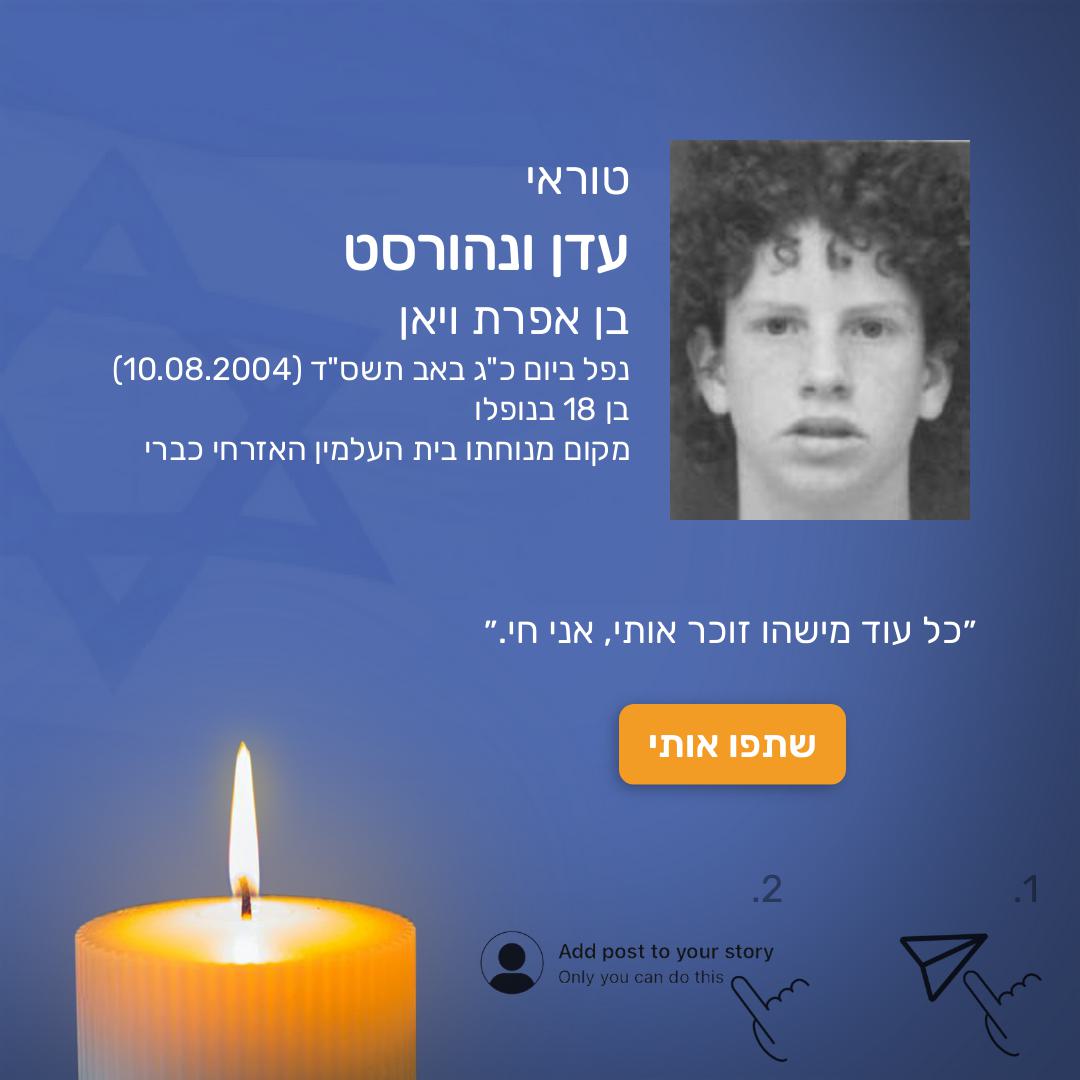 טוראי
עדן ונהורסט
בן אפרת ויאן
נפל ביום כ"ג באב תשס"ד (10.08.2004)
בן 18 בנופלו
מקום מנוחתו בית העלמין האזרחי כברי
״כל עוד מישהו זוכר אותי, אני חי.״
שתפו אותי
1.
2.
Add post to your story
Only you can do this